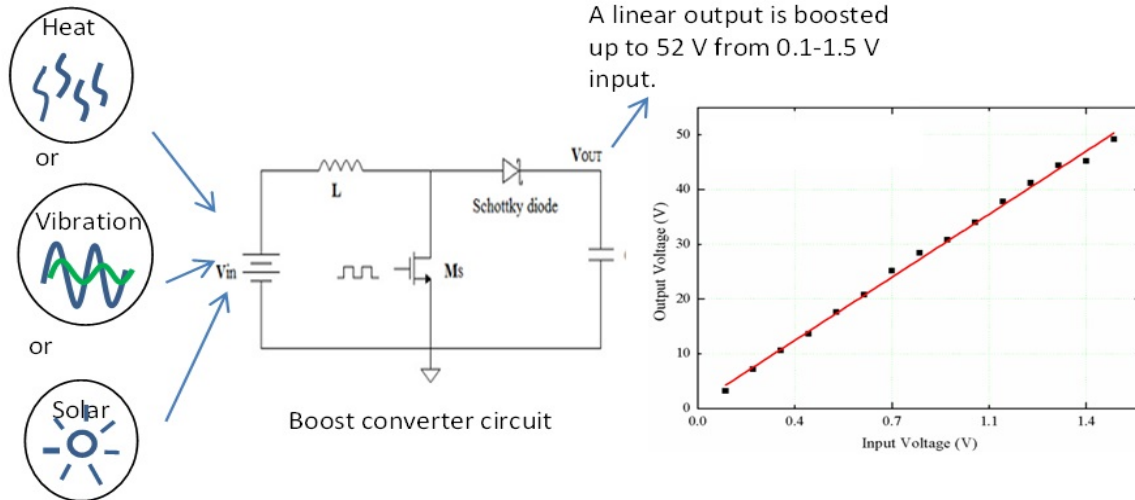 Heat
or
Vibration
or
Solar
Vin
L
Ms
Schottky diode
VOUT
Boost converter circuit
A linear output is boosted
up to 52 V from 0.1-1.5 V
input.
Output Voltage (V)
50
40
30
20
10
0
0.0 0.4 0.7 1.1 1.4
Input Voltage (V)